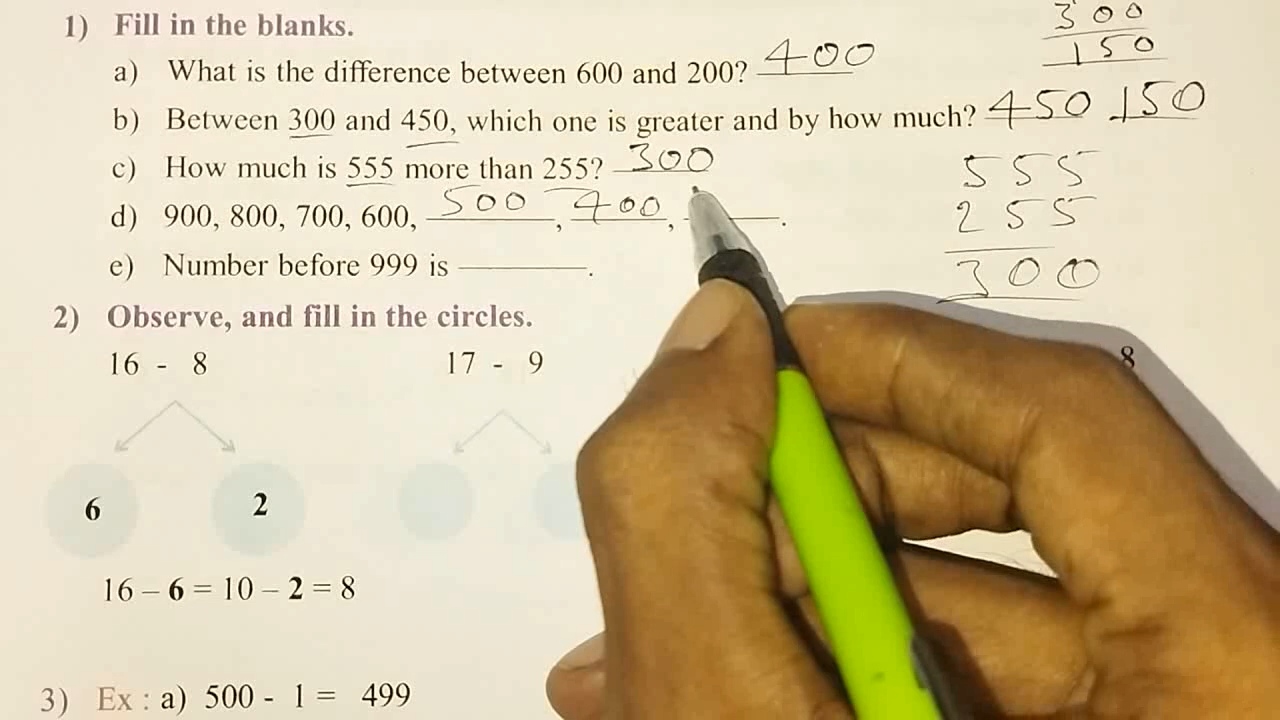 1) Fill in the blanks.
300
150
a) What is the difference between 600 and 200? 400
b) Between 300 and 450, which one is greater and by how much? 450 150
c) How much is 555 more than 255? 300
555
255
300
d) 900, 800, 700, 600, 500, 400, ____.
e) Number before 999 is ____.
2) Observe, and fill in the circles.
16 - 8 17 - 9 8
6 2
16 – 6 = 10 – 2 = 8
3) Ex : a) 500 - 1 = 499